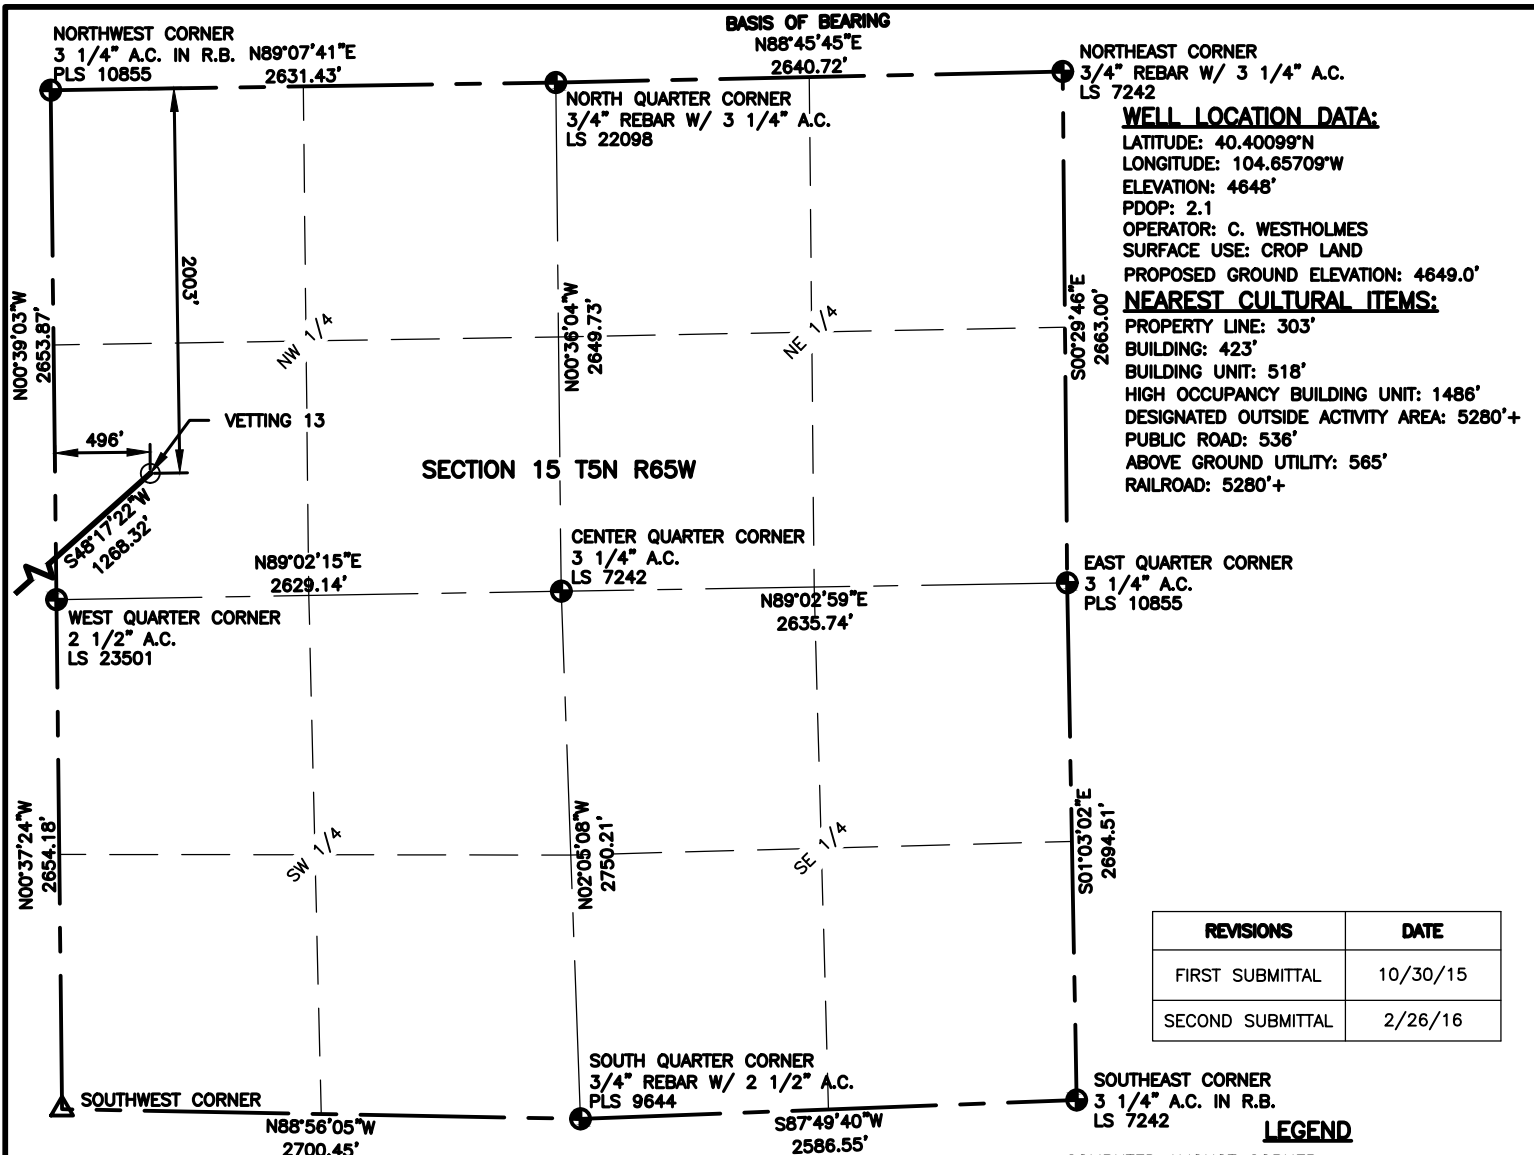 BASIS OF BEARING
N88°45'45"E
2640.72'
NORTHWEST CORNER
3 1/4" A.C. IN R.B.
PLS 10855
N89°07'41"E
2631.43'
NORTH QUARTER CORNER
3/4" REBAR W/ 3 1/4" A.C.
LS 22098
NORTHEAST CORNER
3/4" REBAR W/ 3 1/4" A.C.
LS 7242
WELL LOCATION DATA:
LATITUDE: 40.40099°N
LONGITUDE: 104.65709°W
ELEVATION: 4648'
PDOP: 2.1
OPERATOR: C. WESTHOLMES
SURFACE USE: CROP LAND
PROPOSED GROUND ELEVATION: 4649.0'
NEAREST CULTURAL ITEMS:
PROPERTY LINE: 303'
BUILDING: 423'
BUILDING UNIT: 518'
HIGH OCCUPANCY BUILDING UNIT: 1486'
DESIGNATED OUTSIDE ACTIVITY AREA: 5280'+
PUBLIC ROAD: 536'
ABOVE GROUND UTILITY: 565'
RAILROAD: 5280'+
N00°39'03"W
2653.87'
2003'
NW 1/4
N00°36'04"W
2649.73'
NE 1/4
S00°29'46"E
2663.00'
VETTING 13
496'
SECTION 15 T5N R65W
S48°17'22"W
1268.32'
N89°02'15"E
2629.14'
CENTER QUARTER CORNER
3 1/4" A.C.
LS 7242
N89°02'59"E
2635.74'
EAST QUARTER CORNER
3 1/4" A.C.
PLS 10855
WEST QUARTER CORNER
2 1/2" A.C.
LS 23501
N00°37'24"W
2654.18'
SW 1/4
N02°05'08"W
2750.21'
SE 1/4
S01°03'02"E
2694.51'
REVISIONS DATE
FIRST SUBMITTAL 10/30/15
SECOND SUBMITTAL 2/26/16
SOUTHWEST CORNER
N88°56'05"W
2700.45'
SOUTH QUARTER CORNER
3/4" REBAR W/ 2 1/2" A.C.
PLS 9644
S87°49'40"W
2586.55'
SOUTHEAST CORNER
3 1/4" A.C. IN R.B.
LS 7242
LEGEND